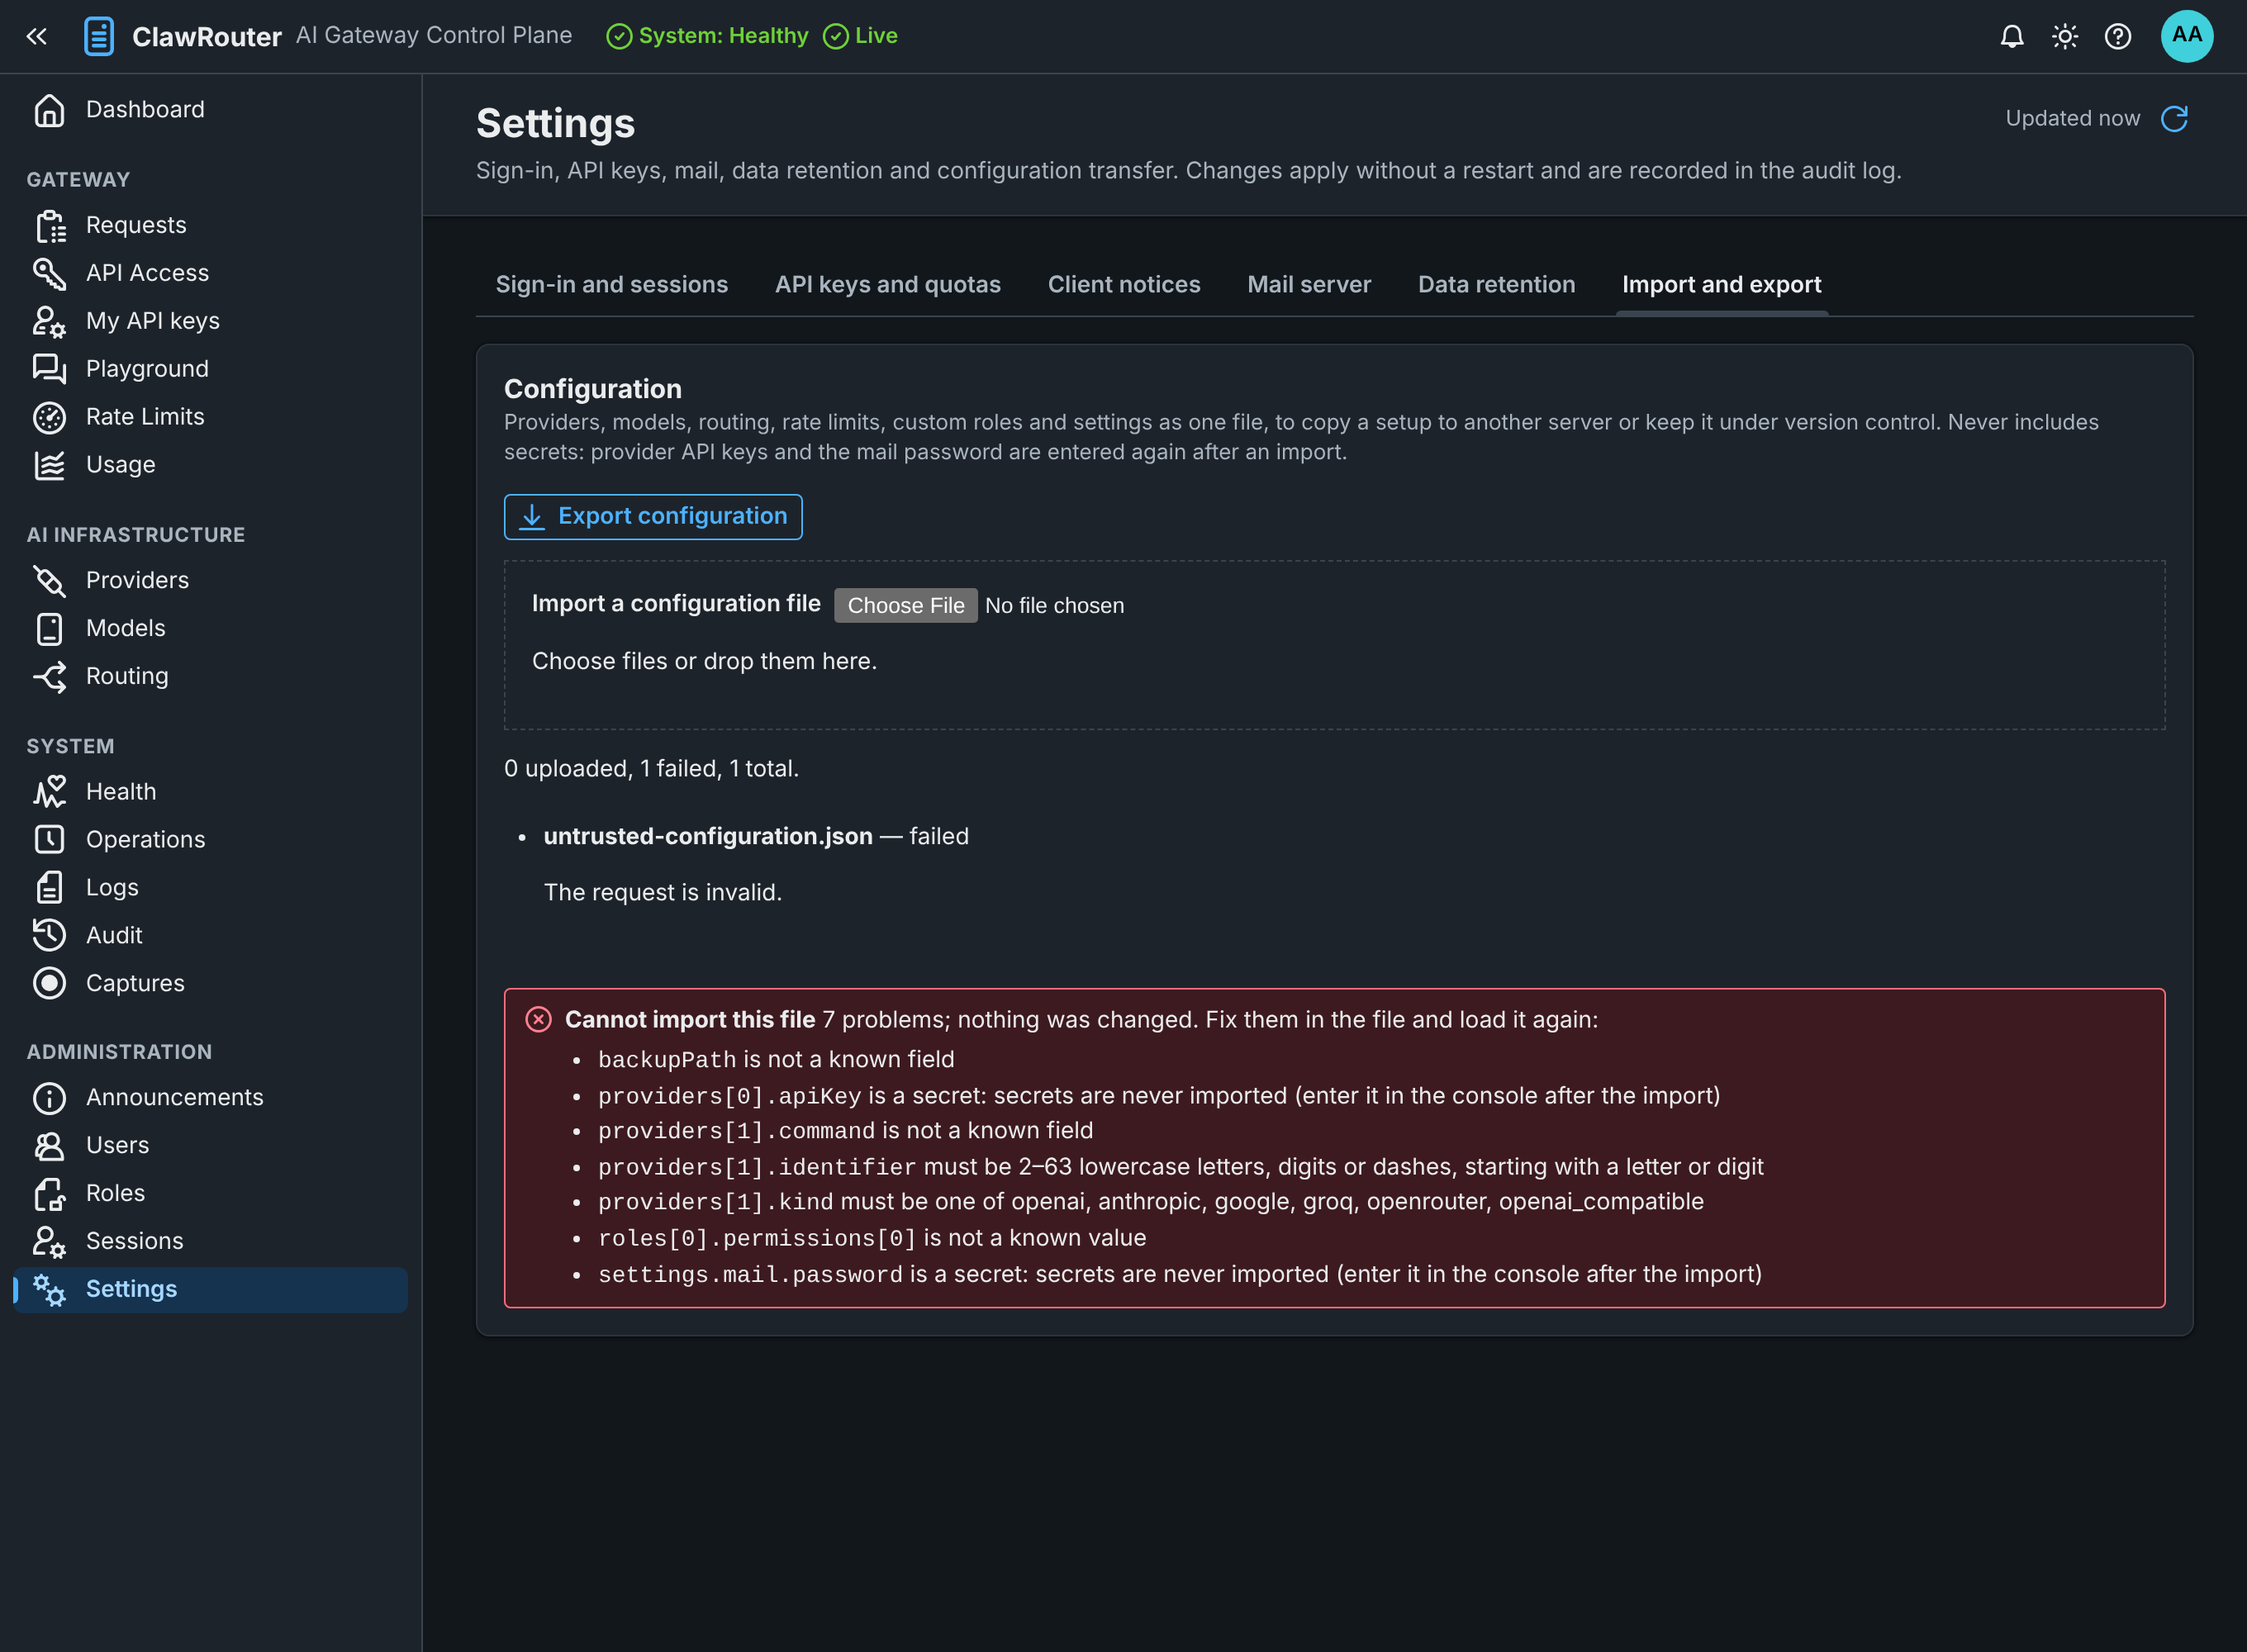 ClawRouter AI Gateway Control Plane System: Healthy Live
AA
Dashboard
GATEWAY
Requests
API Access
My API keys
Playground
Rate Limits
Usage
AI INFRASTRUCTURE
Providers
Models
Routing
SYSTEM
Health
Operations
Logs
Audit
Captures
ADMINISTRATION
Announcements
Users
Roles
Sessions
Settings
Settings
Updated now
Sign-in, API keys, mail, data retention and configuration transfer. Changes apply without a restart and are recorded in the audit log.
Sign-in and sessions API keys and quotas Client notices Mail server Data retention Import and export
Configuration
Providers, models, routing, rate limits, custom roles and settings as one file, to copy a setup to another server or keep it under version control. Never includes
secrets: provider API keys and the mail password are entered again after an import.
Export configuration
Import a configuration file Choose File No file chosen
Choose files or drop them here.
0 uploaded, 1 failed, 1 total.
• untrusted-configuration.json — failed
The request is invalid.
Cannot import this file 7 problems; nothing was changed. Fix them in the file and load it again:
• backupPath is not a known field
• providers[0].apiKey is a secret: secrets are never imported (enter it in the console after the import)
• providers[1].command is not a known field
• providers[1].identifier must be 2–63 lowercase letters, digits or dashes, starting with a letter or digit
• providers[1].kind must be one of openai, anthropic, google, groq, openrouter, openai_compatible
• roles[0].permissions[0] is not a known value
• settings.mail.password is a secret: secrets are never imported (enter it in the console after the import)